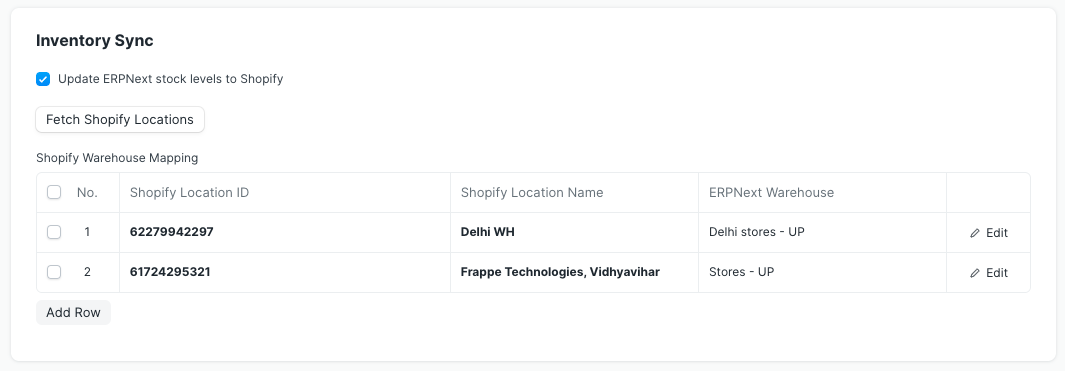 Inventory Sync
Update ERPNext stock levels to Shopify
Fetch Shopify Locations
Shopify Warehouse Mapping
No. Shopify Location ID Shopify Location Name ERPNext Warehouse
1 62279942297 Delhi WH Delhi stores - UP Edit
2 61724295321 Frappe Technologies, Vidhyavihar Stores - UP Edit
Add Row